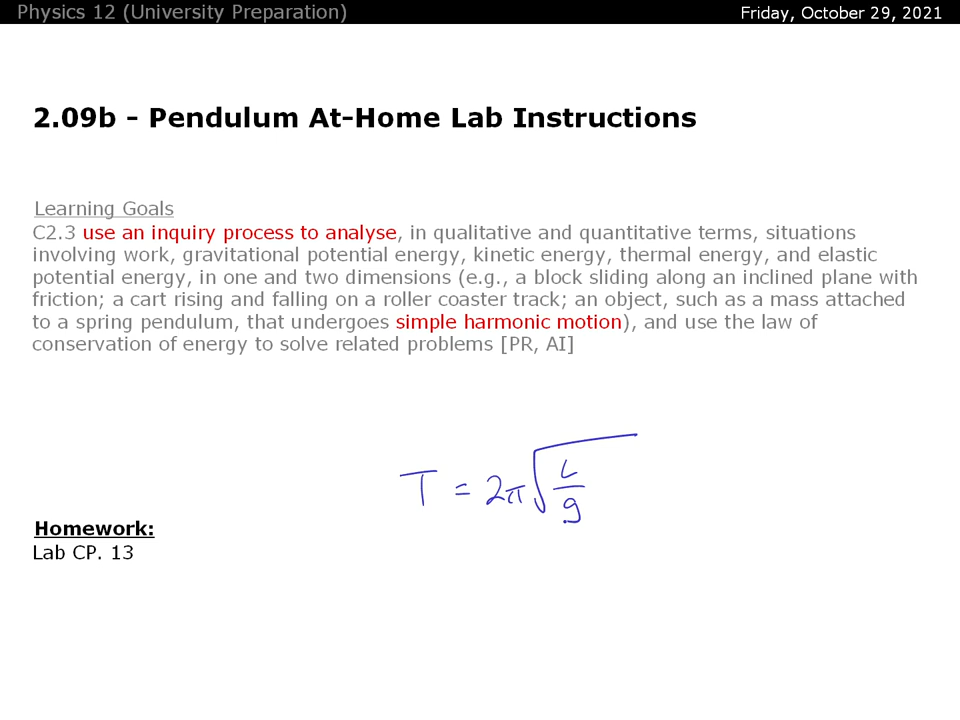 Physics 12 (University Preparation)
Friday, October 29, 2021
2.09b - Pendulum At-Home Lab Instructions
Learning Goals
C2.3 use an inquiry process to analyse, in qualitative and quantitative terms, situations
involving work, gravitational potential energy, kinetic energy, thermal energy, and elastic
potential energy, in one and two dimensions (e.g., a block sliding along an inclined plane with
friction; a cart rising and falling on a roller coaster track; an object, such as a mass attached
to a spring pendulum, that undergoes simple harmonic motion), and use the law of
conservation of energy to solve related problems [PR, AI]
T = 2π√(L/g)
Homework:
Lab CP. 13